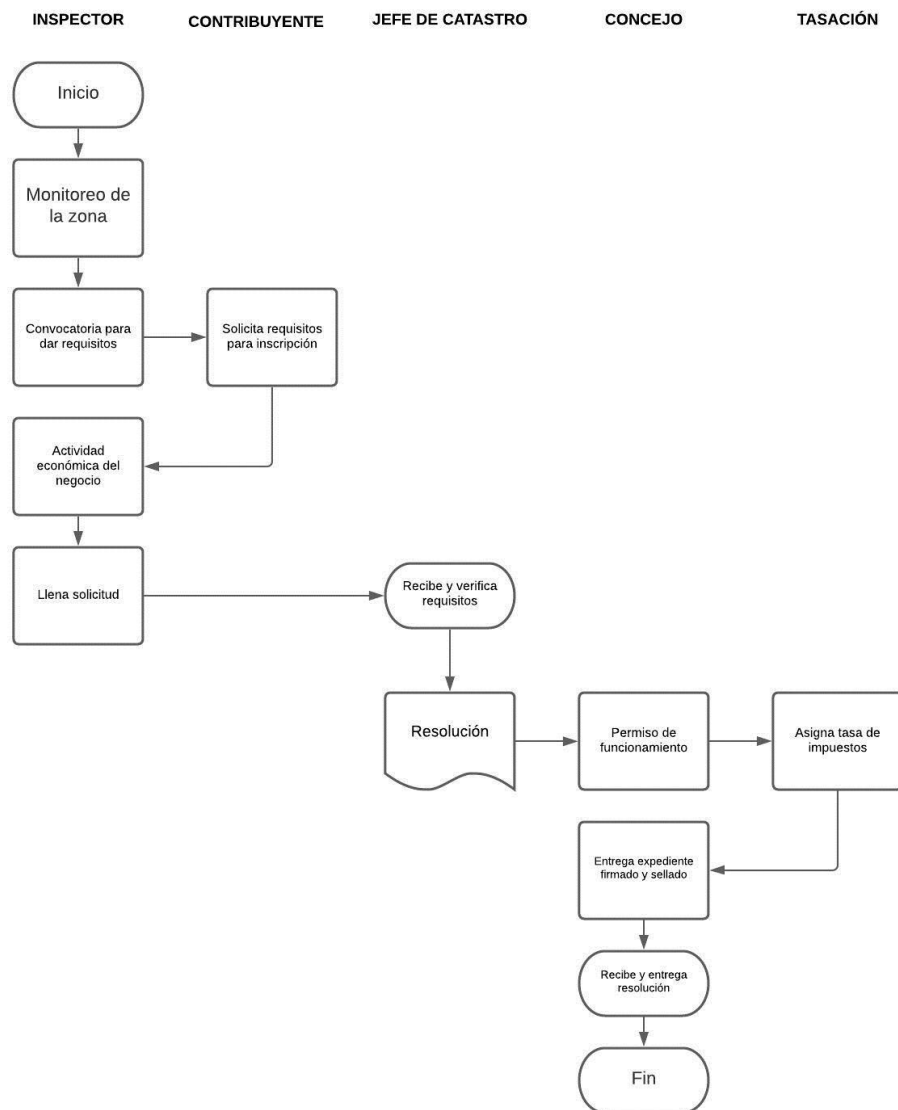 INSPECTOR
CONTRIBUYENTE
JEFE DE CATASTRO
CONCEJO
TASACIÓN
Inicio
Monitoreo de
la zona
Convocatoria para
dar requisitos
Solicita requisitos
para inscripción
Actividad
económica del
negocio
Llena solicitud
Recibe y verifica
requisitos
Resolución
Permiso de
funcionamiento
Asigna tasa de
impuestos
Entrega expediente
firmado y sellado
Recibe y entrega
resolución
Fin